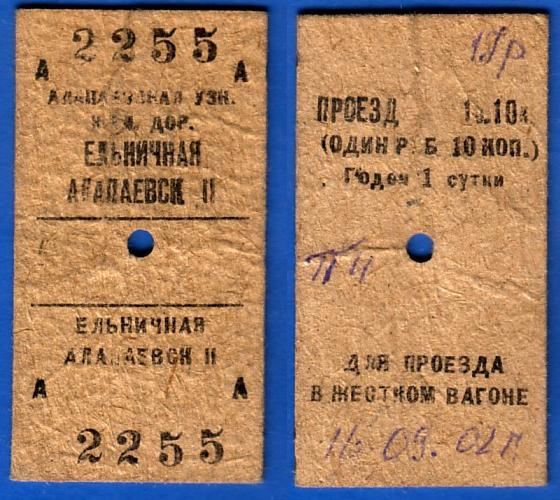 2255
А А
АЛАПАЕВСКАЯ УЗК.
ЖЕЛ. ДОР.
ЕЛЬНИЧНАЯ
АЛАПАЕВСК II
ЕЛЬНИЧНАЯ
АЛАПАЕВСК II
А А
2255
ПРОЕЗД 1р.10к.
(ОДИН РУБ 10 КОП.)
Годен 1 сутки
ДЛЯ ПРОЕЗДА
В ЖЕСТКОМ ВАГОНЕ